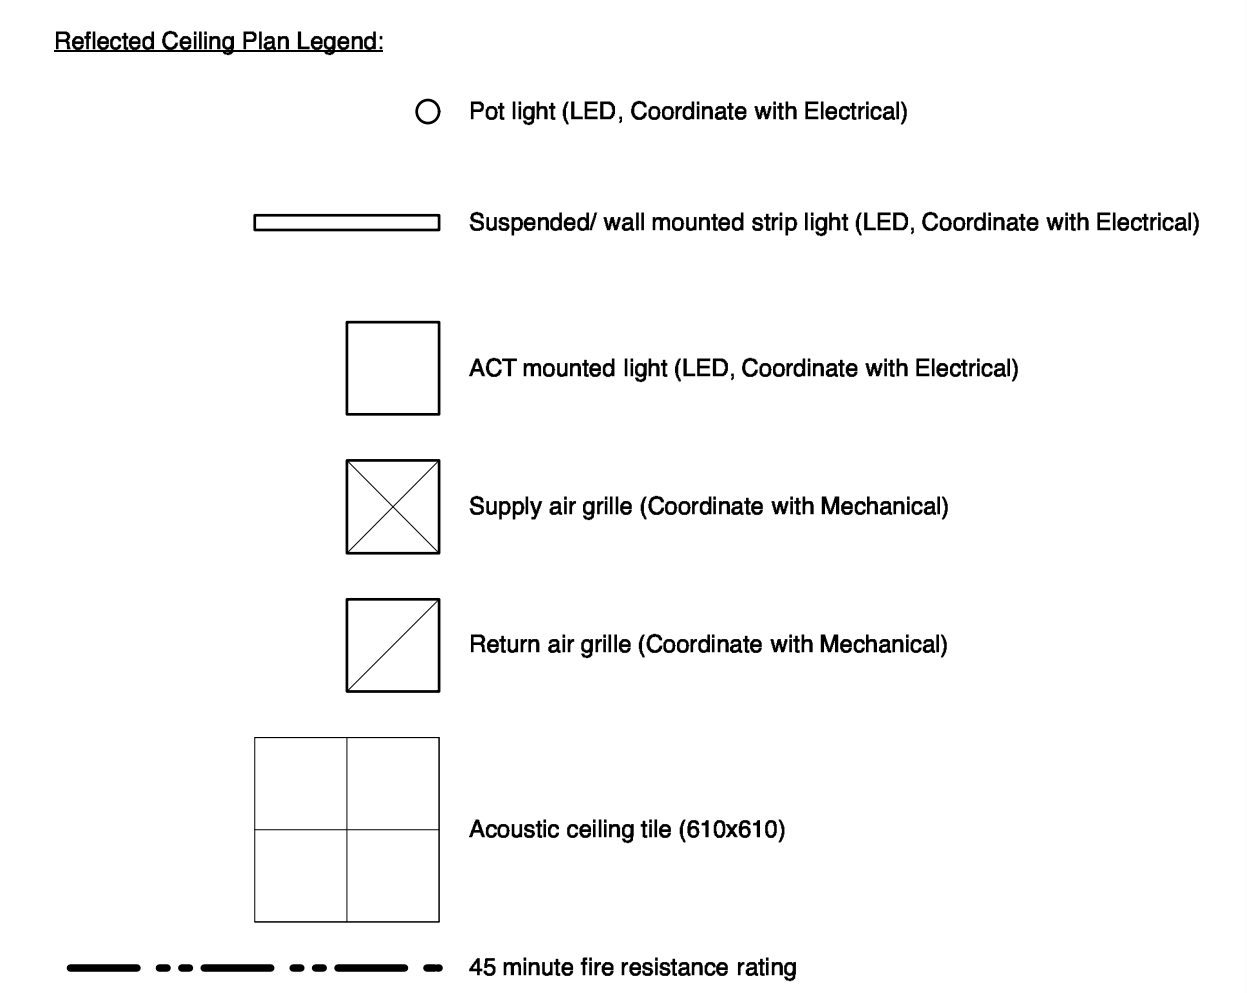 Reflected Ceiling Plan Legend:
Pot light (LED, Coordinate with Electrical)
Suspended/ wall mounted strip light (LED, Coordinate with Electrical)
ACT mounted light (LED, Coordinate with Electrical)
Supply air grille (Coordinate with Mechanical)
Return air grille (Coordinate with Mechanical)
Acoustic ceiling tile (610x610)
45 minute fire resistance rating